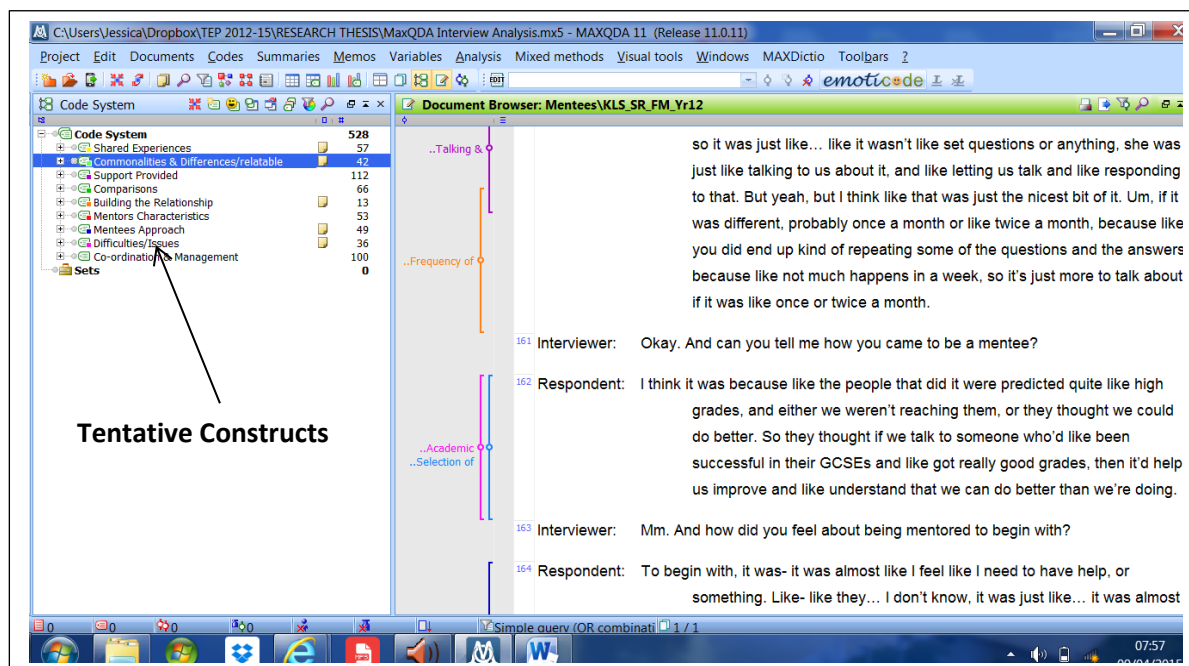 C:\Users\Jessica\Dropbox\TEP 2012-15\RESEARCH THESIS\MaxQDA Interview Analysis.mx5 - MAXQDA 11 (Release 11.0.11)
Project Edit Documents Codes Summaries Memos Variables Analysis Mixed methods Visual tools Windows MAXDictio Toolbars ?
EDIT emoticode
Code System
Document Browser: Mentees\KLS_SR_FM_Yr12
Code System 528
Shared Experiences 57
Commonalities & Differences/relatable 42
Support Provided 112
Comparisons 66
Building the Relationship 13
Mentors Characteristics 53
Mentees Approach 49
Difficulties/Issues 36
Co-ordination & Management 100
Sets 0
Tentative Constructs
..Talking &
..Frequency of
..Academic
..Selection of
so it was just like… like it wasn't like set questions or anything, she was
just like talking to us about it, and like letting us talk and like responding
to that. But yeah, but I think like that was just the nicest bit of it. Um, if it
was different, probably once a month or like twice a month, because like
you did end up kind of repeating some of the questions and the answers
because like not much happens in a week, so it's just more to talk about
if it was like once or twice a month.
161 Interviewer: Okay. And can you tell me how you came to be a mentee?
162 Respondent: I think it was because like the people that did it were predicted quite like high
grades, and either we weren't reaching them, or they thought we could
do better. So they thought if we talk to someone who'd like been
successful in their GCSEs and like got really good grades, then it'd help
us improve and like understand that we can do better than we're doing.
163 Interviewer: Mm. And how did you feel about being mentored to begin with?
164 Respondent: To begin with, it was- it was almost like I feel like I need to have help, or
something. Like- like they… I don't know, it was just like… it was almost
0 0 0 0 Simple query (OR combinati 1 / 1
07:57
09/04/2015